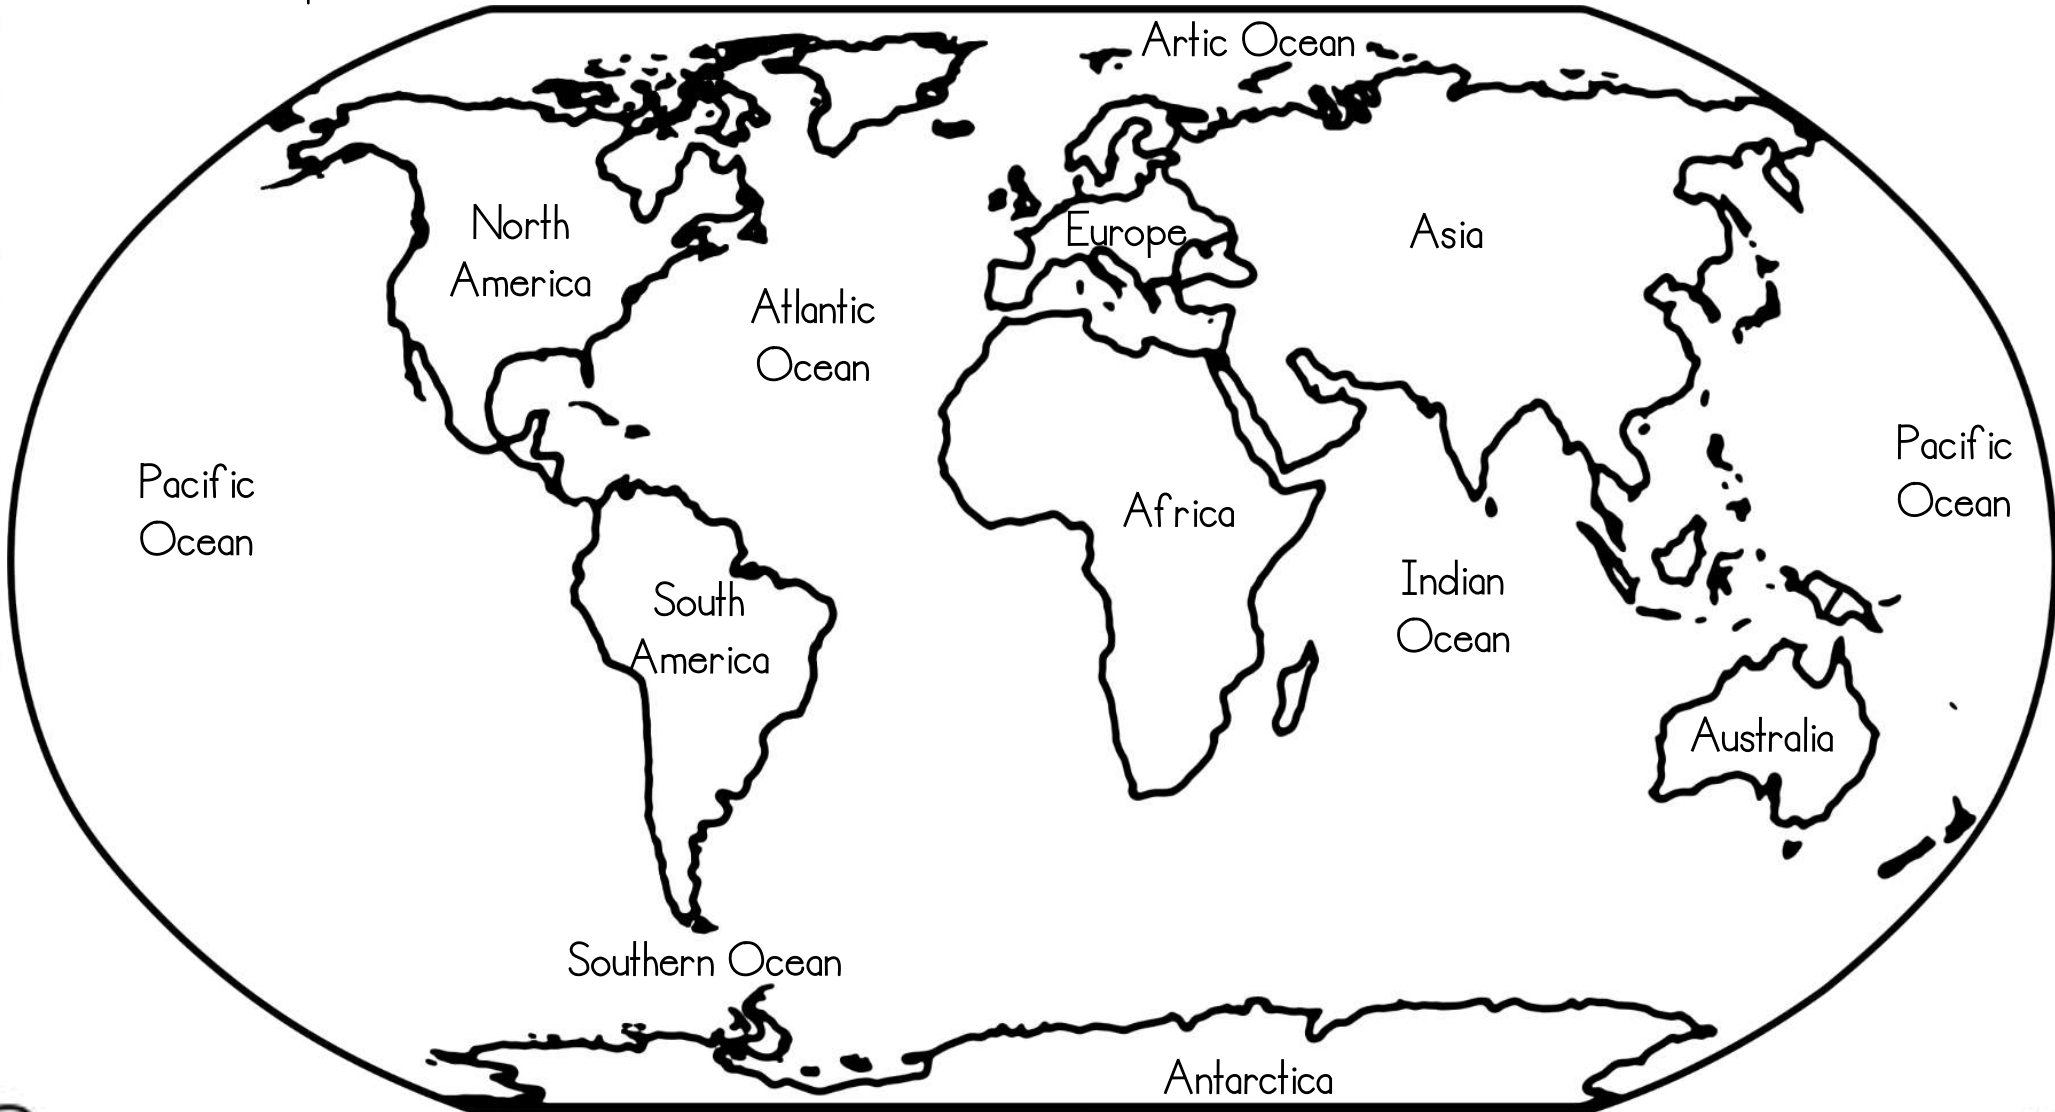 Artic Ocean
North
America
Europe
Asia
Atlantic
Ocean
Pacific
Ocean
Pacific
Ocean
Africa
Indian
Ocean
South
America
Australia
Southern Ocean
Antarctica